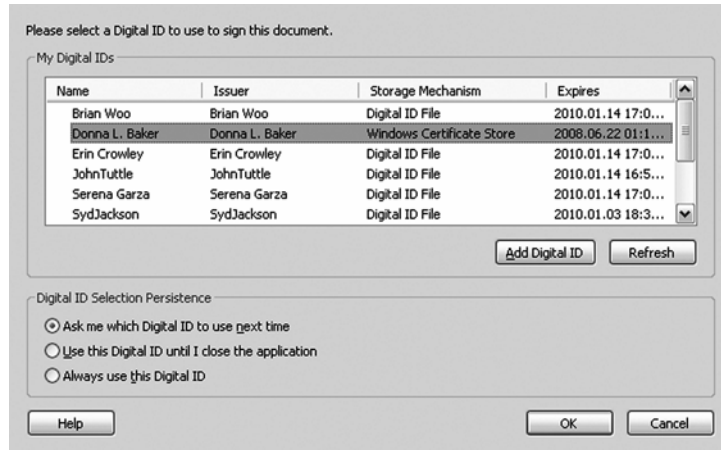 Please select a Digital ID to use to sign this document.
My Digital IDs
Name Issuer Storage Mechanism Expires
Brian Woo Brian Woo Digital ID File 2010.01.14 17:0...
Donna L. Baker Donna L. Baker Windows Certificate Store 2008.06.22 01:1...
Erin Crowley Erin Crowley Digital ID File 2010.01.14 17:0...
JohnTuttle JohnTuttle Digital ID File 2010.01.14 16:5...
Serena Garza Serena Garza Digital ID File 2010.01.14 17:0...
SydJackson SydJackson Digital ID File 2010.01.03 18:3...
Add Digital ID Refresh
Digital ID Selection Persistence
Ask me which Digital ID to use next time
Use this Digital ID until I close the application
Always use this Digital ID
Help OK Cancel